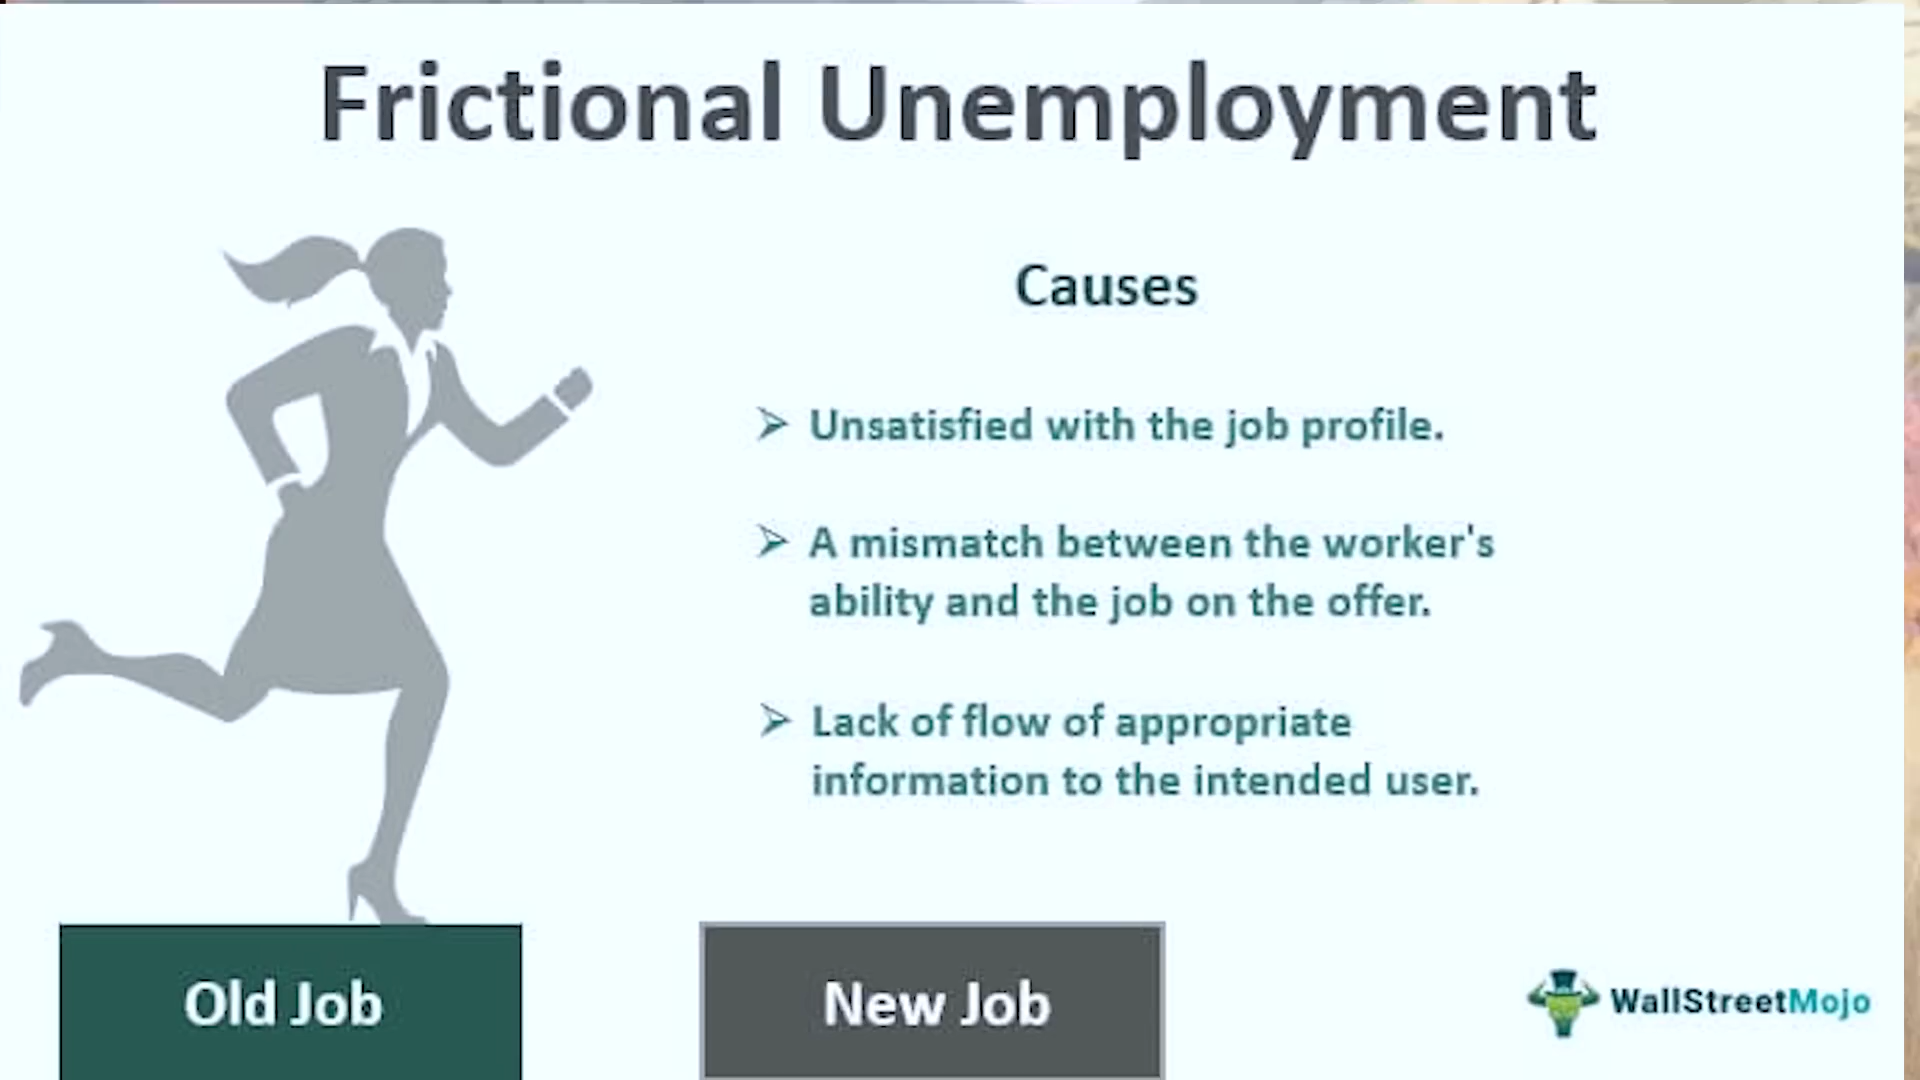 Frictional Unemployment
Causes
➢ Unsatisfied with the job profile.
➢ A mismatch between the worker's
ability and the job on the offer.
➢ Lack of flow of appropriate
information to the intended user.
Old Job
New Job
WallStreetMojo